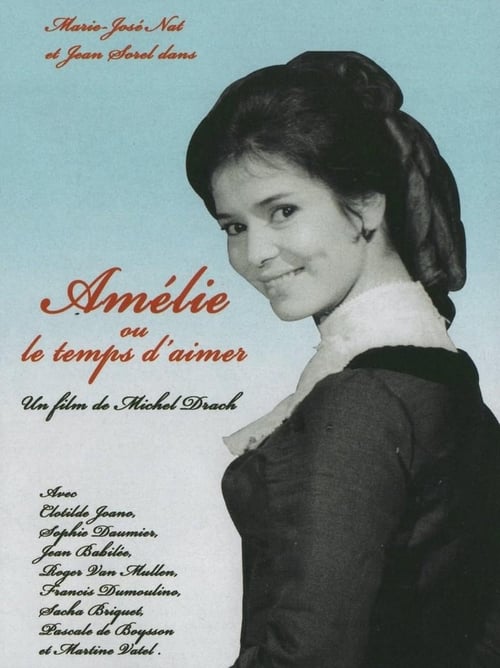 Marie-José Nat
et Jean Sorel dans
Amélie
ou
le temps d'aimer
Un film de Michel Drach
Avec
Clotilde Joano,
Sophie Daumier,
Jean Babilée,
Roger Van Mullen,
Francis Dumoulino,
Sacha Briquet,
Pascale de Boysson
et Martine Vatel .